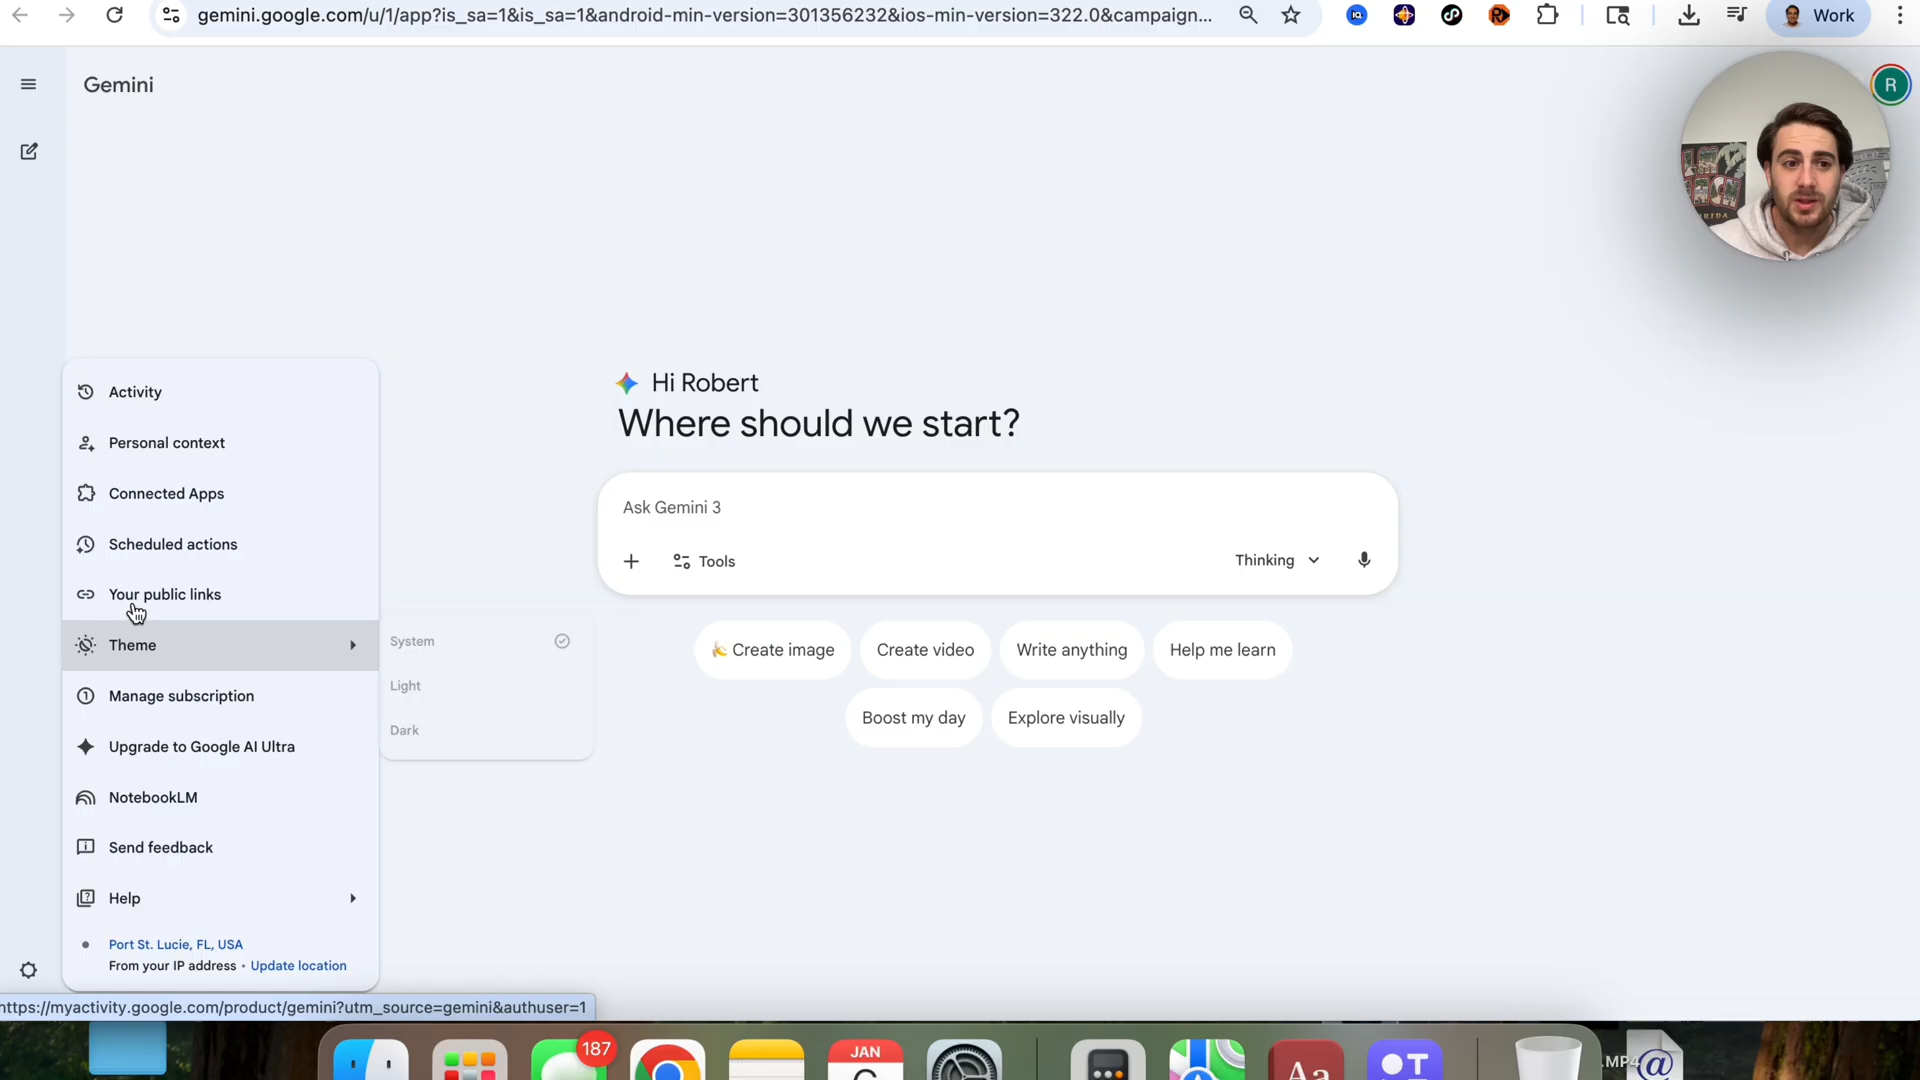 gemini.google.com/u/1/app?is_sa=1&is_sa=1&android-min-version=301356232&ios-min-version=322.0&campaign...
Work
Gemini
R
Activity
Personal context
Connected Apps
Scheduled actions
Your public links
Theme
Manage subscription
Upgrade to Google AI Ultra
NotebookLM
Send feedback
Help
Port St. Lucie, FL, USA
From your IP address • Update location
System
Light
Dark
Hi Robert
Where should we start?
Ask Gemini 3
Tools
Thinking
Create image
Create video
Write anything
Help me learn
Boost my day
Explore visually
https://myactivity.google.com/product/gemini?utm_source=gemini&authuser=1
187
JAN
Aa
T
.MP4
@